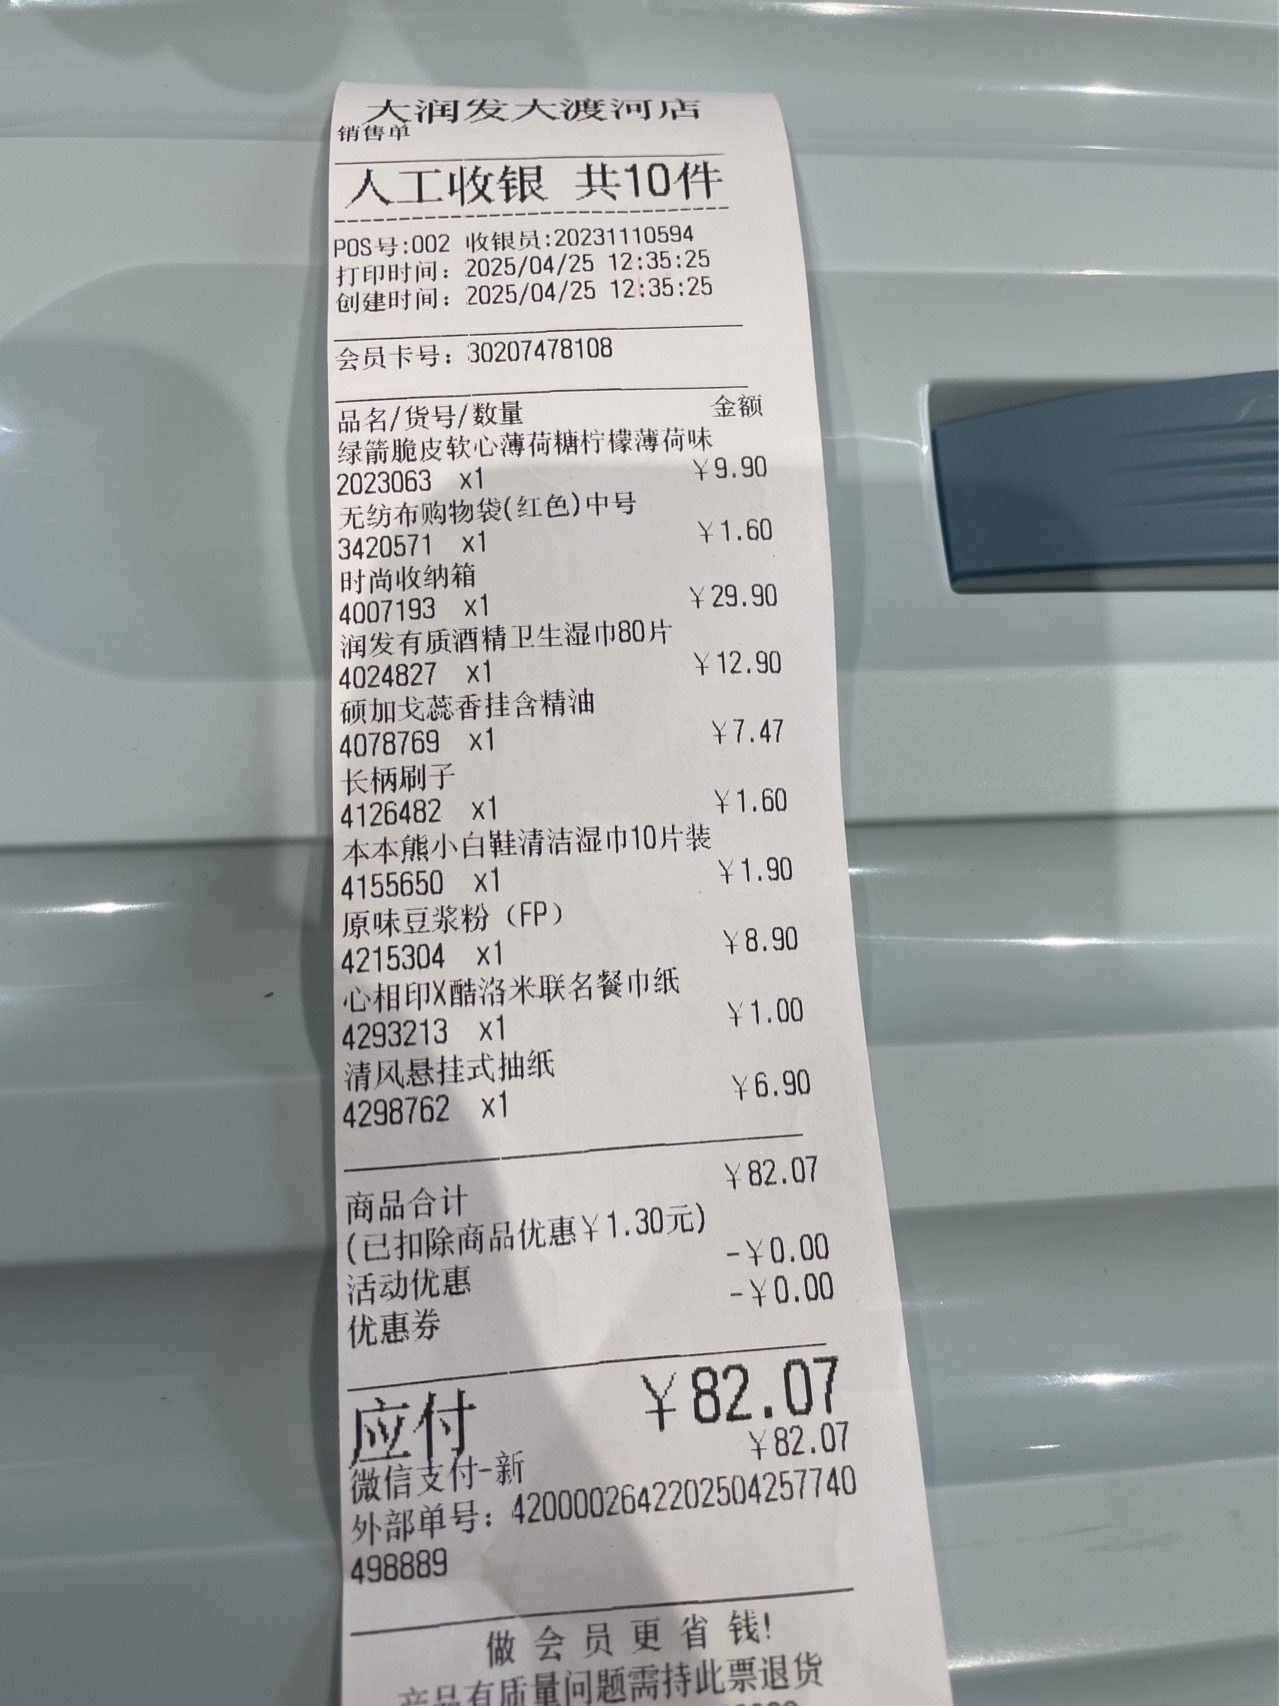 大润发大渡河店
销售单
人工收银 共10件
POS号:002 收银员:20231110594
打印时间: 2025/04/25 12:35:25
创建时间: 2025/04/25 12:35:25
会员卡号: 30207478108
品名/货号/数量 金额
绿箭脆皮软心薄荷糖柠檬薄荷味
2023063 x1 ¥9.90
无纺布购物袋(红色)中号
3420571 x1 ¥1.60
时尚收纳箱
4007193 x1 ¥29.90
润发有质酒精卫生湿巾80片
4024827 x1 ¥12.90
硕加戈蕊香挂含精油
4078769 x1 ¥7.47
长柄刷子
4126482 x1 ¥1.60
本本熊小白鞋清洁湿巾10片装
4155650 x1 ¥1.90
原味豆浆粉（FP）
4215304 x1 ¥8.90
心相印X酷洛米联名餐巾纸
4293213 x1 ¥1.00
清风悬挂式抽纸
4298762 x1 ¥6.90
商品合计 ¥82.07
(已扣除商品优惠¥1.30元)
活动优惠 -¥0.00
优惠券 -¥0.00
应付 ¥82.07
微信支付-新 ¥82.07
外部单号: 4200002642202504257740
498889
做会员更省钱!
产品有质量问题需持此票退货